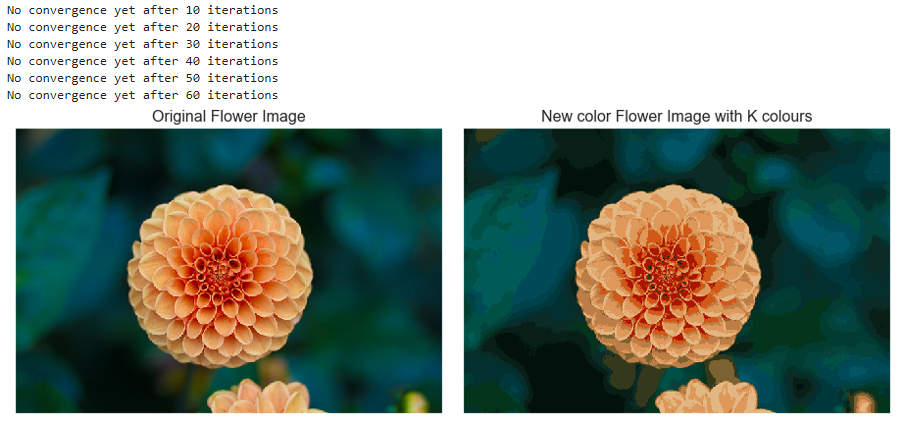 No convergence yet after 10 iterations
No convergence yet after 20 iterations
No convergence yet after 30 iterations
No convergence yet after 40 iterations
No convergence yet after 50 iterations
No convergence yet after 60 iterations
Original Flower Image
New color Flower Image with K colours